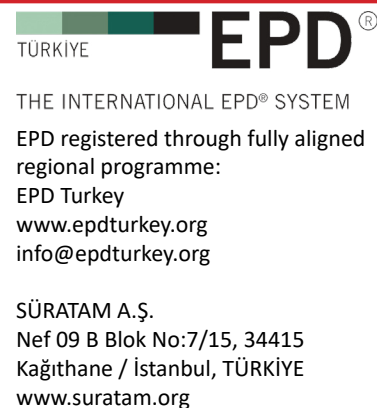 TÜRKİYE
EPD®
THE INTERNATIONAL EPD® SYSTEM
EPD registered through fully aligned
regional programme:
EPD Turkey
www.epdturkey.org
info@epdturkey.org
SÜRATAM A.Ş.
Nef 09 B Blok No:7/15, 34415
Kağıthane / İstanbul, TÜRKİYE
www.suratam.org